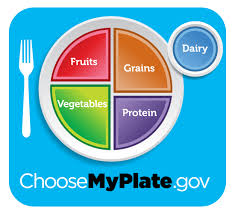 Dairy
Fruits
Grains
Vegetables
Protein
ChooseMyPlate.gov